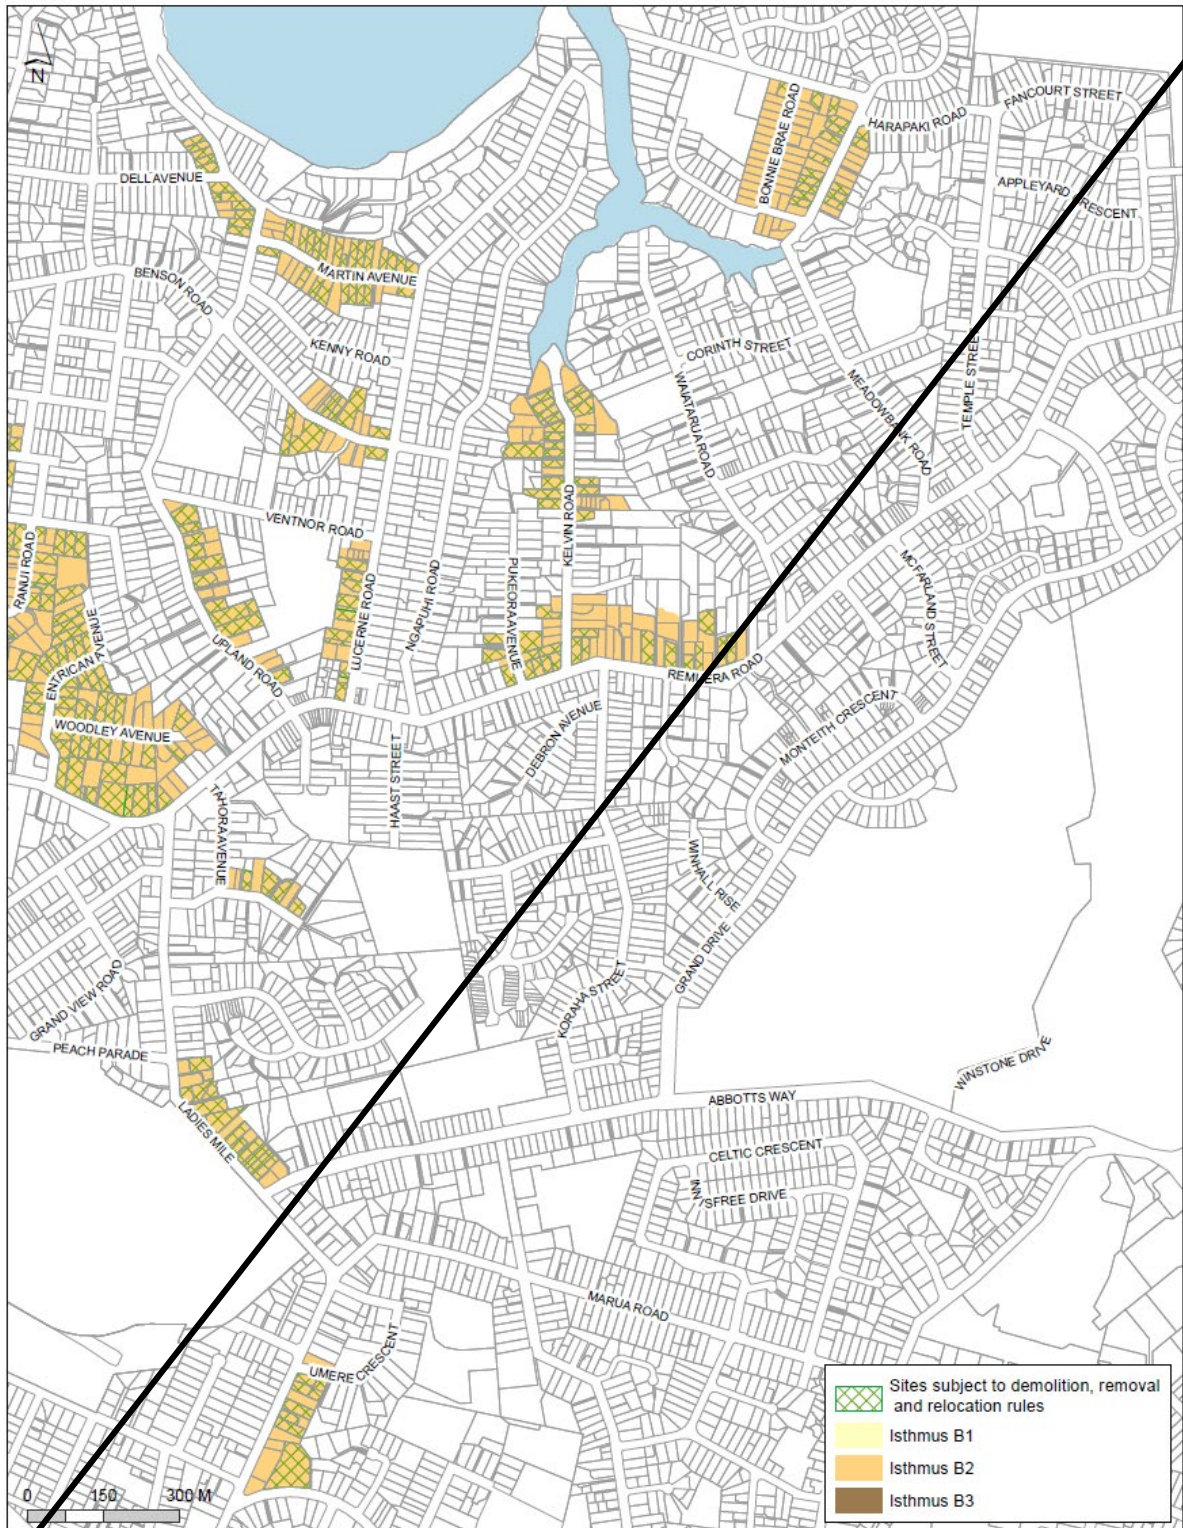 N
FANCOURT STREET
HARAPAKI ROAD
BONNIE BRAE ROAD
DELL AVENUE
APPLEYARD CRESCENT
MARTIN AVENUE
BENSON ROAD
KENNY ROAD
CORINTH STREET
TEMPLE STREET
WAIATARUA ROAD
MEADOWBANK ROAD
VENTNOR ROAD
KELVIN ROAD
RANUI ROAD
PUKEORA AVENUE
NGAPUHI ROAD
LUCERNE ROAD
MCFARLAND STREET
ENTRICAN AVENUE
UPLAND ROAD
REMUERA ROAD
WOODLEY AVENUE
MONTEITH CRESCENT
DEBRON AVENUE
HAAST STREET
TAHORA AVENUE
WINHALL RISE
GRAND DRIVE
GRAND VIEW ROAD
KORAHA STREET
PEACH PARADE
WINSTONE DRIVE
ABBOTTS WAY
LADIES MILE
CELTIC CRESCENT
INNISFREE DRIVE
MARUA ROAD
UMERE CRESCENT
Sites subject to demolition, removal
and relocation rules
Isthmus B1
Isthmus B2
Isthmus B3
0 150 300 M